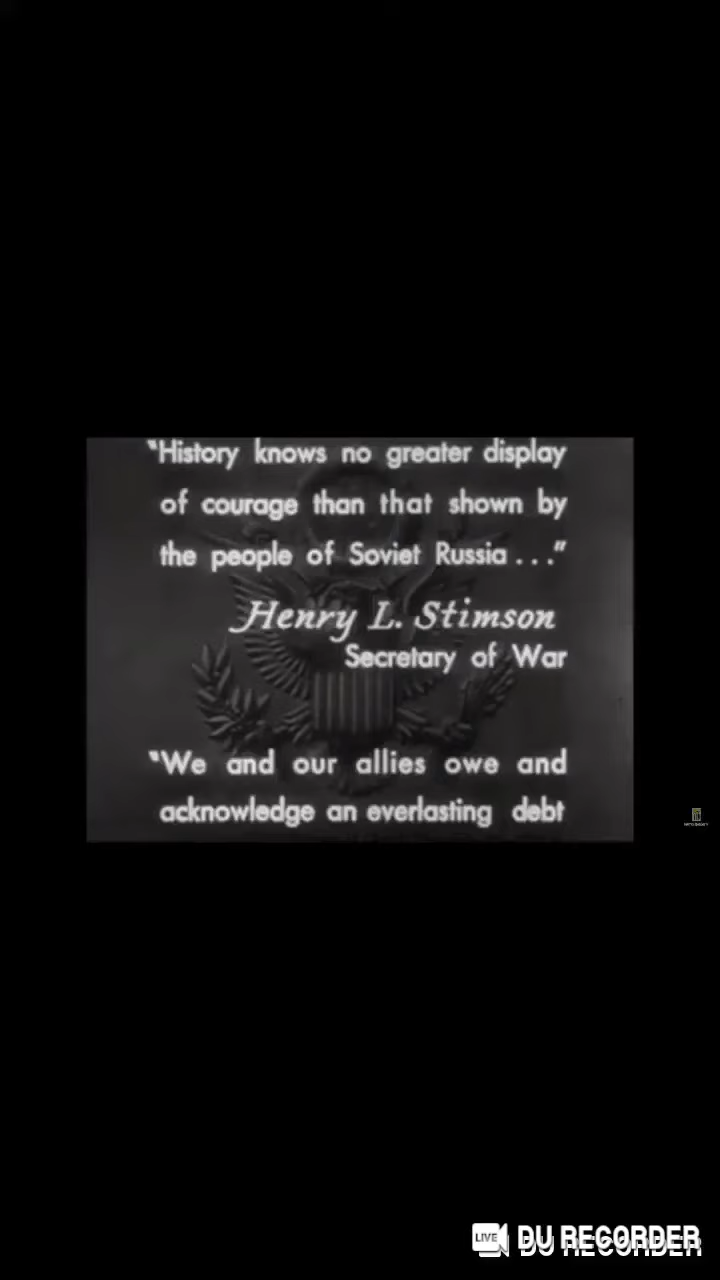 "History knows no greater display
of courage than that shown by
the people of Soviet Russia..."
Henry L. Stimson
Secretary of War
"We and our allies owe and
acknowledge an everlasting debt
LIVE DU RECORDER